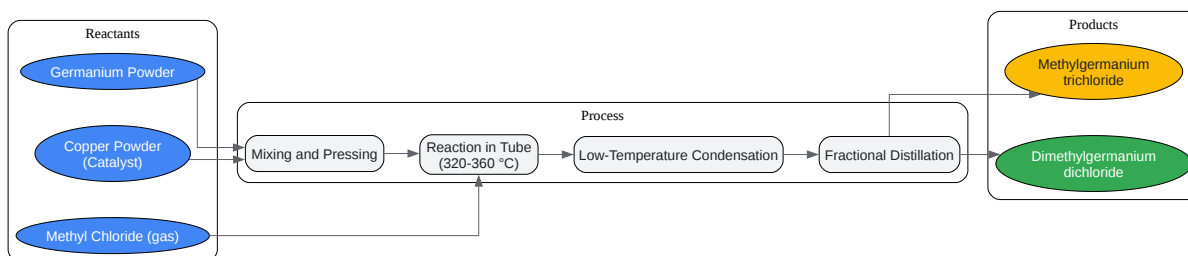 Reactants
Germanium Powder
Copper Powder
(Catalyst)
Methyl Chloride (gas)
Process
Mixing and Pressing
Reaction in Tube
(320-360 °C)
Low-Temperature Condensation
Fractional Distillation
Products
Methylgermanium
trichloride
Dimethylgermanium
dichloride